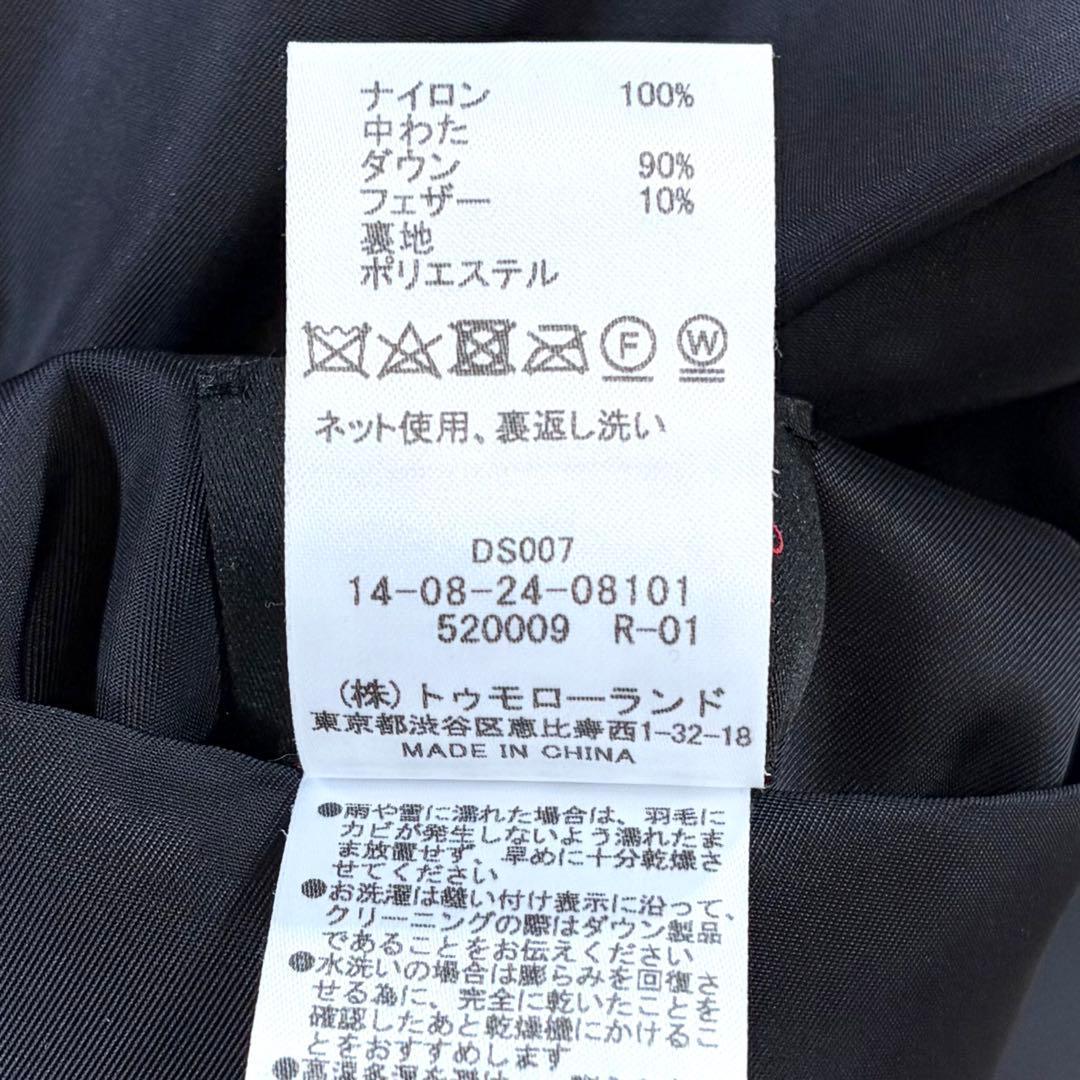 ナイロン 100%
中わた
ダウン 90%
フェザー 10%
裏地
ポリエステル
F W
ネット使用、裏返し洗い
DS007
14-08-24-08101
520009 R-01
(株)トゥモローランド
東京都渋谷区恵比寿西1-32-18
MADE IN CHINA
●雨や雪に濡れた場合は、羽毛に
カビが発生しないよう濡れたま
ま放置せず、早めに十分乾燥さ
せてください
●お洗濯は縫い付け表示に沿って、
クリーニングの際はダウン製品
であることをお伝えください
●水洗いの場合は膨らみを回復さ
せる為に、完全に乾いたことを
確認したあと乾燥機にかけるこ
とをおすすめします
●高温多湿を